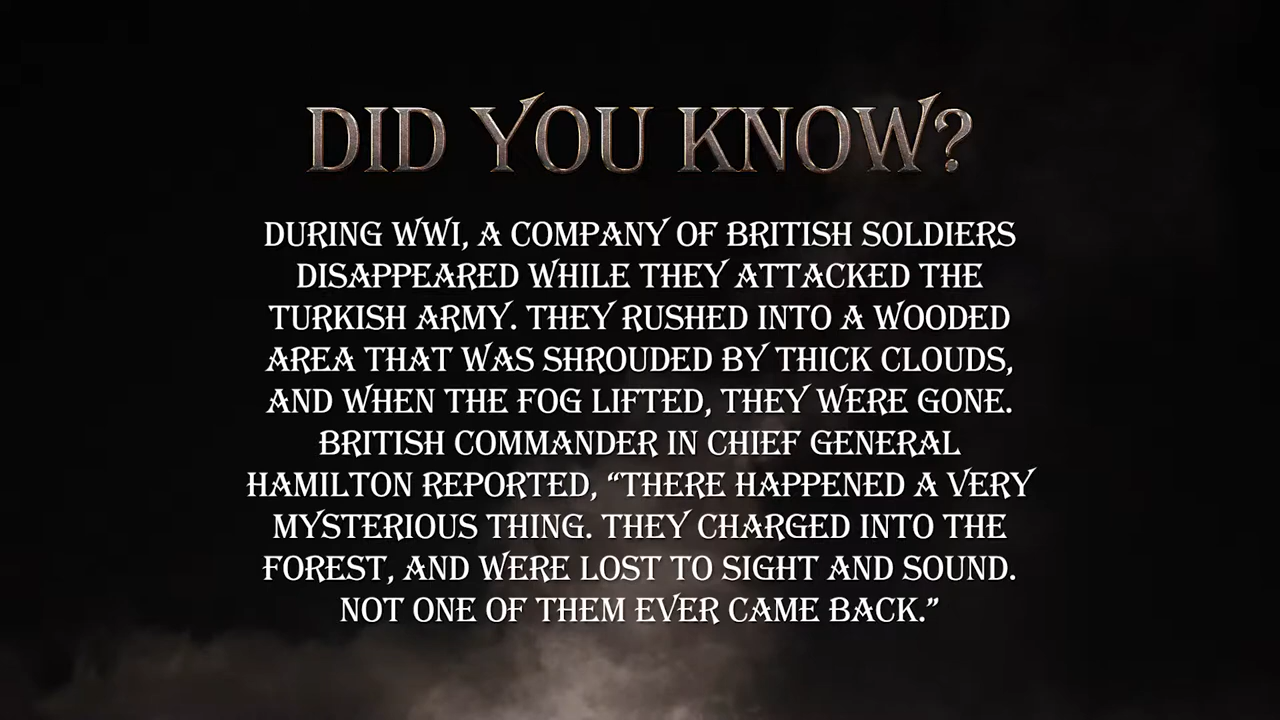 DID YOU KNOW?
DURING WWI, A COMPANY OF BRITISH SOLDIERS
DISAPPEARED WHILE THEY ATTACKED THE
TURKISH ARMY. THEY RUSHED INTO A WOODED
AREA THAT WAS SHROUDED BY THICK CLOUDS,
AND WHEN THE FOG LIFTED, THEY WERE GONE.
BRITISH COMMANDER IN CHIEF GENERAL
HAMILTON REPORTED, “THERE HAPPENED A VERY
MYSTERIOUS THING. THEY CHARGED INTO THE
FOREST, AND WERE LOST TO SIGHT AND SOUND.
NOT ONE OF THEM EVER CAME BACK.”